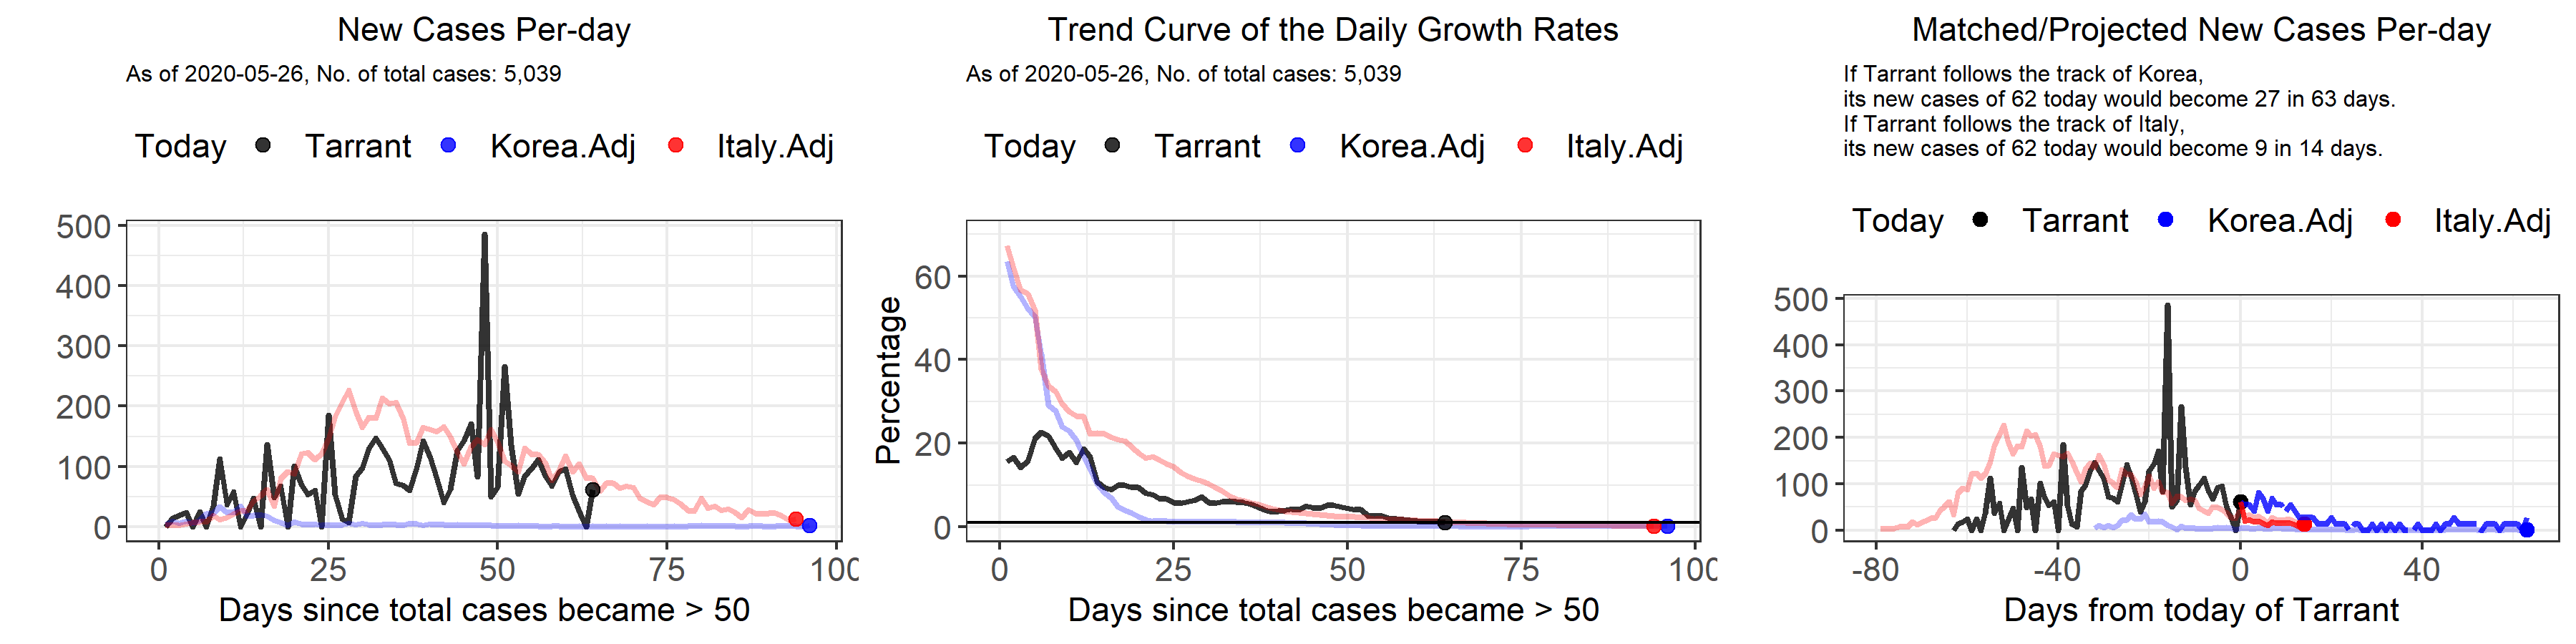 New Cases Per-day
As of 2020-05-26, No. of total cases: 5,039
Today Tarrant Korea.Adj Italy.Adj
500
400
300
200
100
0
0 25 50 75 100
Days since total cases became > 50
Trend Curve of the Daily Growth Rates
As of 2020-05-26, No. of total cases: 5,039
Today Tarrant Korea.Adj Italy.Adj
Percentage
60
40
20
0
0 25 50 75 100
Days since total cases became > 50
Matched/Projected New Cases Per-day
If Tarrant follows the track of Korea,
its new cases of 62 today would become 27 in 63 days.
If Tarrant follows the track of Italy,
its new cases of 62 today would become 9 in 14 days.
Today Tarrant Korea.Adj Italy.Adj
500
400
300
200
100
0
-80 -40 0 40
Days from today of Tarrant